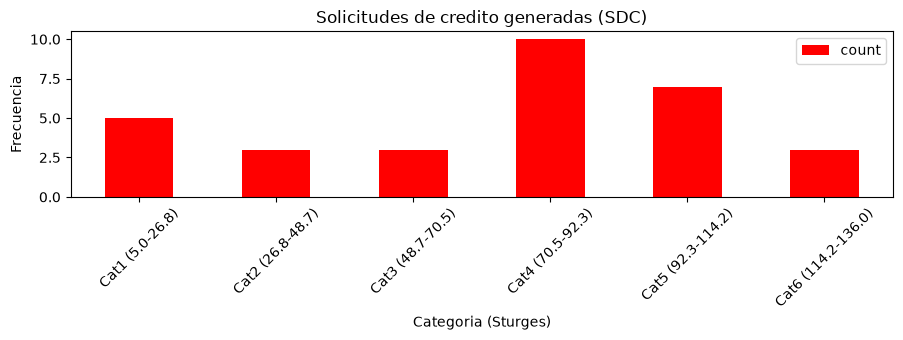 Solicitudes de credito generadas (SDC)
count
Frecuencia
10.0
7.5
5.0
2.5
0.0
Cat1 (5.0-26.8)
Cat2 (26.8-48.7)
Cat3 (48.7-70.5)
Cat4 (70.5-92.3)
Cat5 (92.3-114.2)
Cat6 (114.2-136.0)
Categoria (Sturges)